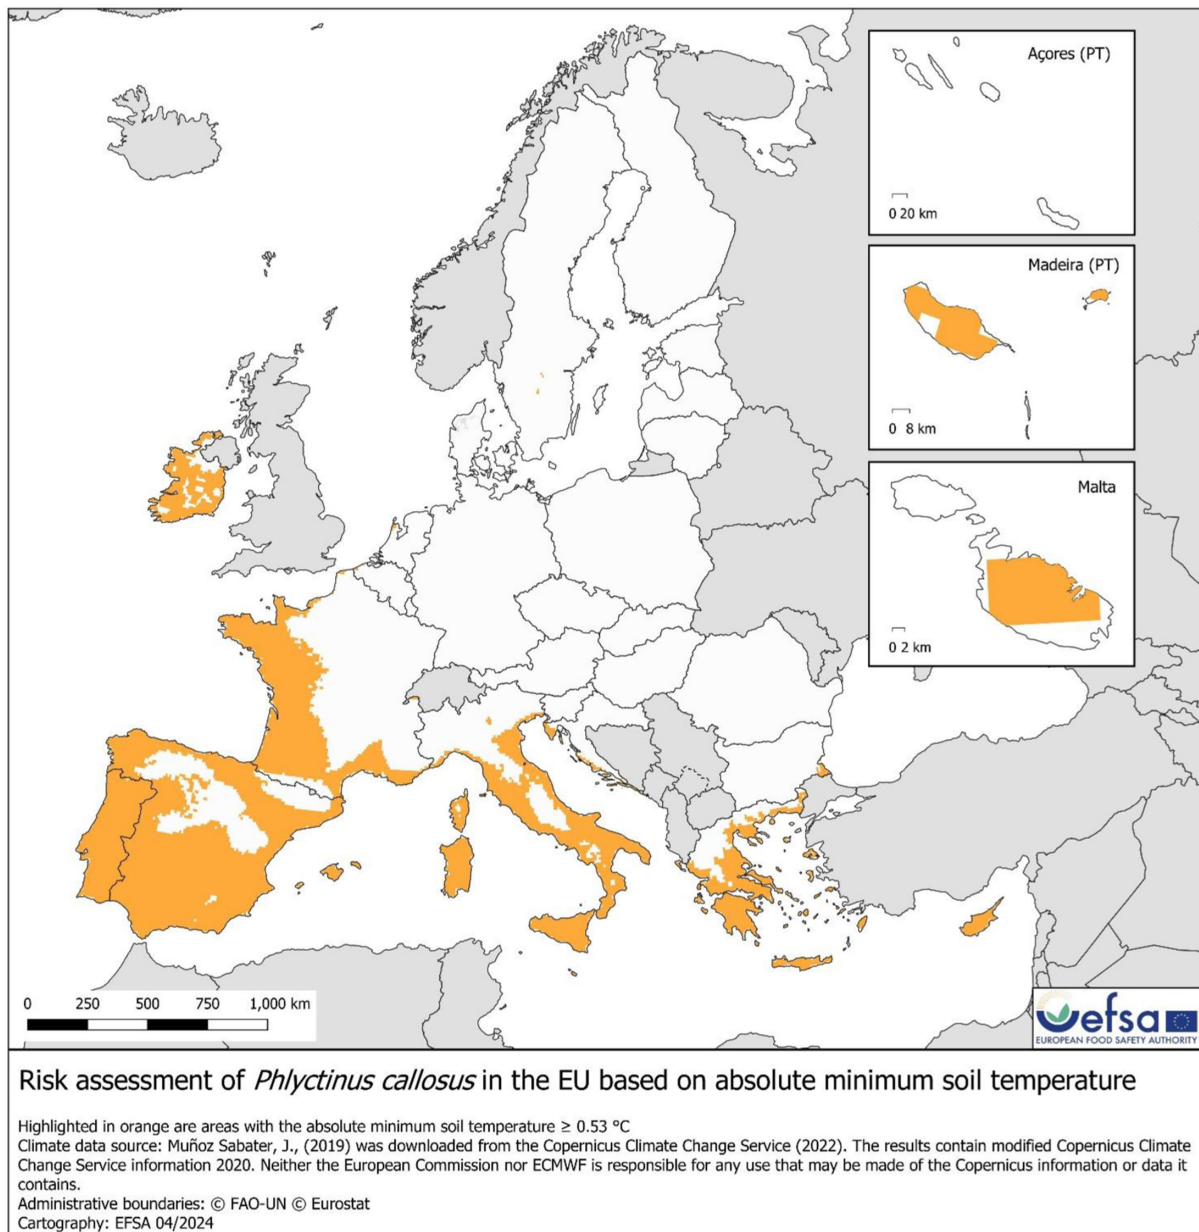 Açores (PT)
0 20 km
Madeira (PT)
0 8 km
Malta
0 2 km
0 250 500 750 1,000 km
efsa
EUROPEAN FOOD SAFETY AUTHORITY
Risk assessment of Phlyctinus callosus in the EU based on absolute minimum soil temperature
Highlighted in orange are areas with the absolute minimum soil temperature ≥ 0.53 °C
Climate data source: Muñoz Sabater, J., (2019) was downloaded from the Copernicus Climate Change Service (2022). The results contain modified Copernicus Climate
Change Service information 2020. Neither the European Commission nor ECMWF is responsible for any use that may be made of the Copernicus information or data it
contains.
Administrative boundaries: © FAO-UN © Eurostat
Cartography: EFSA 04/2024